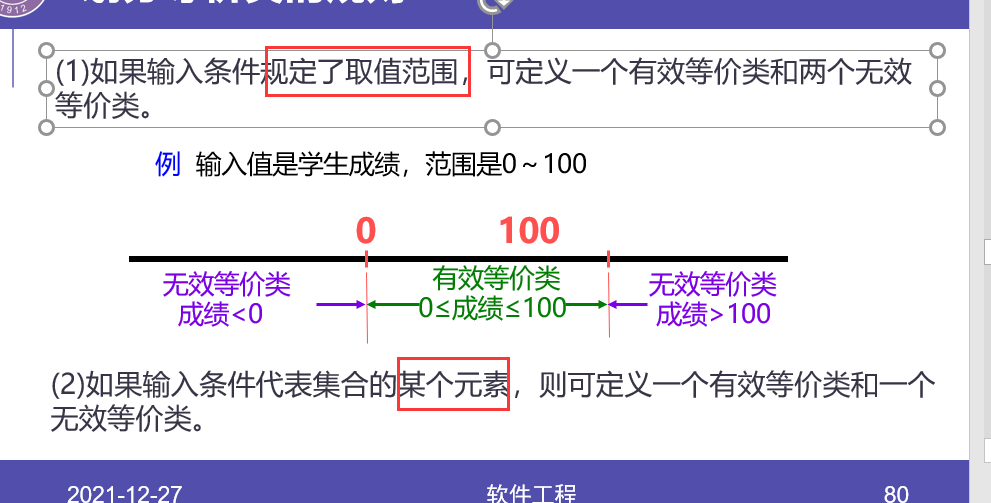 1912
(1)如果输入条件规定了取值范围，可定义一个有效等价类和两个无效
等价类。
例 输入值是学生成绩，范围是0～100
0 100
无效等价类 有效等价类 无效等价类
成绩<0 0≤成绩≤100 成绩>100
(2)如果输入条件代表集合的某个元素，则可定义一个有效等价类和一个
无效等价类。
2021-12-27 软件工程 80